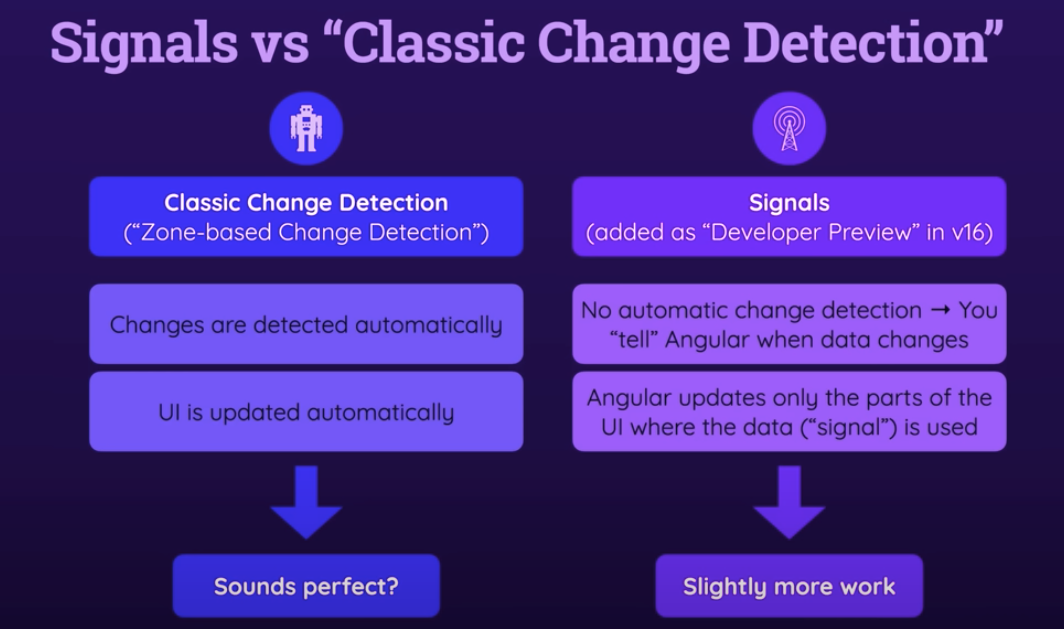 Signals vs “Classic Change Detection”
Classic Change Detection
(“Zone-based Change Detection”)
Changes are detected automatically
UI is updated automatically
Sounds perfect?
Signals
(added as “Developer Preview” in v16)
No automatic change detection → You
“tell” Angular when data changes
Angular updates only the parts of the
UI where the data (“signal”) is used
Slightly more work